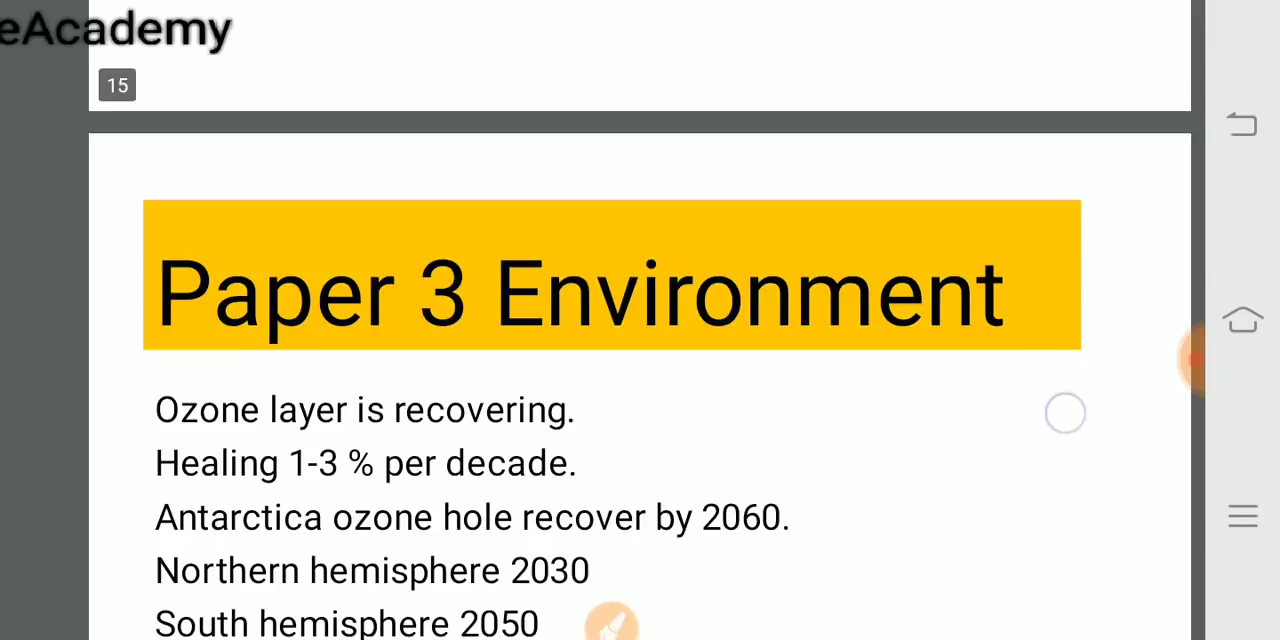 eAcademy
15
Paper 3 Environment
Ozone layer is recovering.
Healing 1-3 % per decade.
Antarctica ozone hole recover by 2060.
Northern hemisphere 2030
South hemisphere 2050